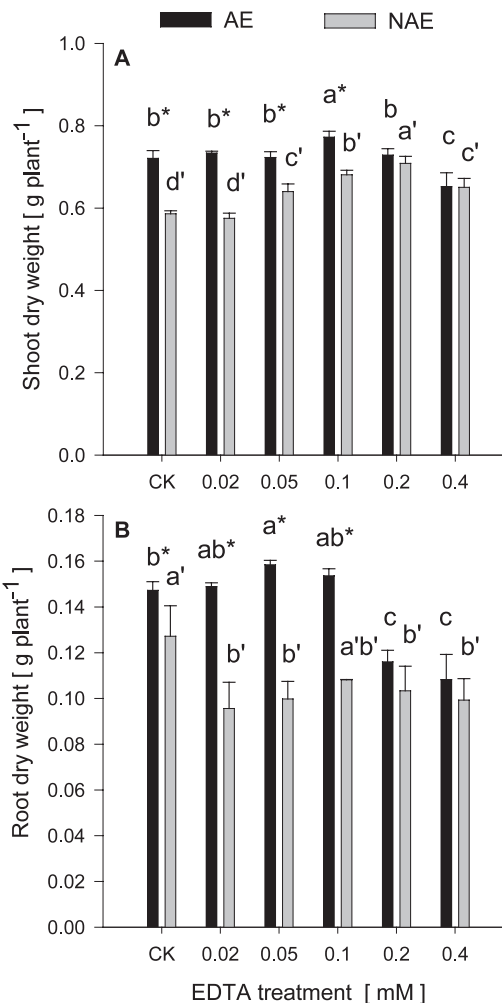 AE NAE
A
1.0
0.8
0.6
0.4
0.2
0.0
Shoot dry weight [ g plant⁻¹ ]
b* d' b* d' b* c' a* b' b a' c c'
CK 0.02 0.05 0.1 0.2 0.4
B
0.18
0.16
0.14
0.12
0.10
0.08
0.06
0.04
0.02
0.00
Root dry weight [ g plant⁻¹ ]
b* a' ab* b' a* b' ab* a'b' c b' c b'
CK 0.02 0.05 0.1 0.2 0.4
EDTA treatment [ mM ]